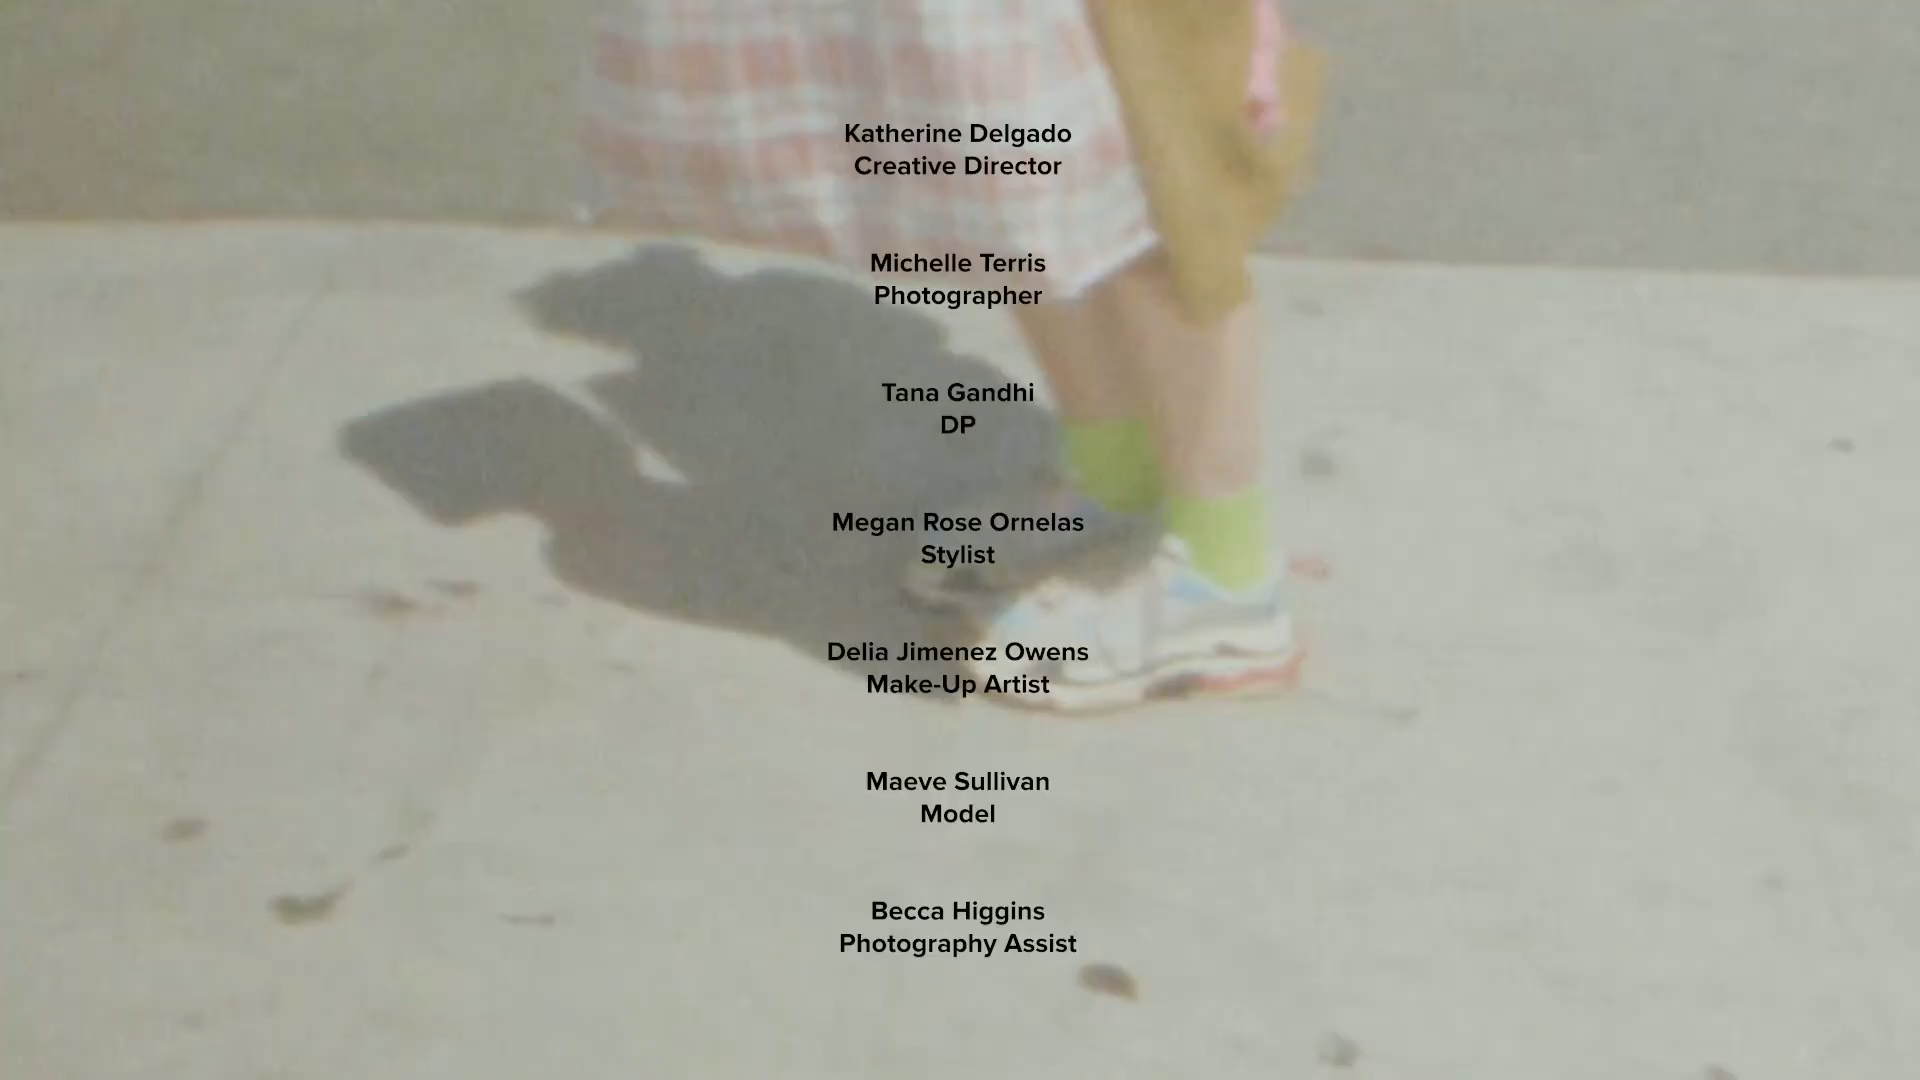 Katherine Delgado
Creative Director
Michelle Terris
Photographer
Tana Gandhi
DP
Megan Rose Ornelas
Stylist
Delia Jimenez Owens
Make-Up Artist
Maeve Sullivan
Model
Becca Higgins
Photography Assist